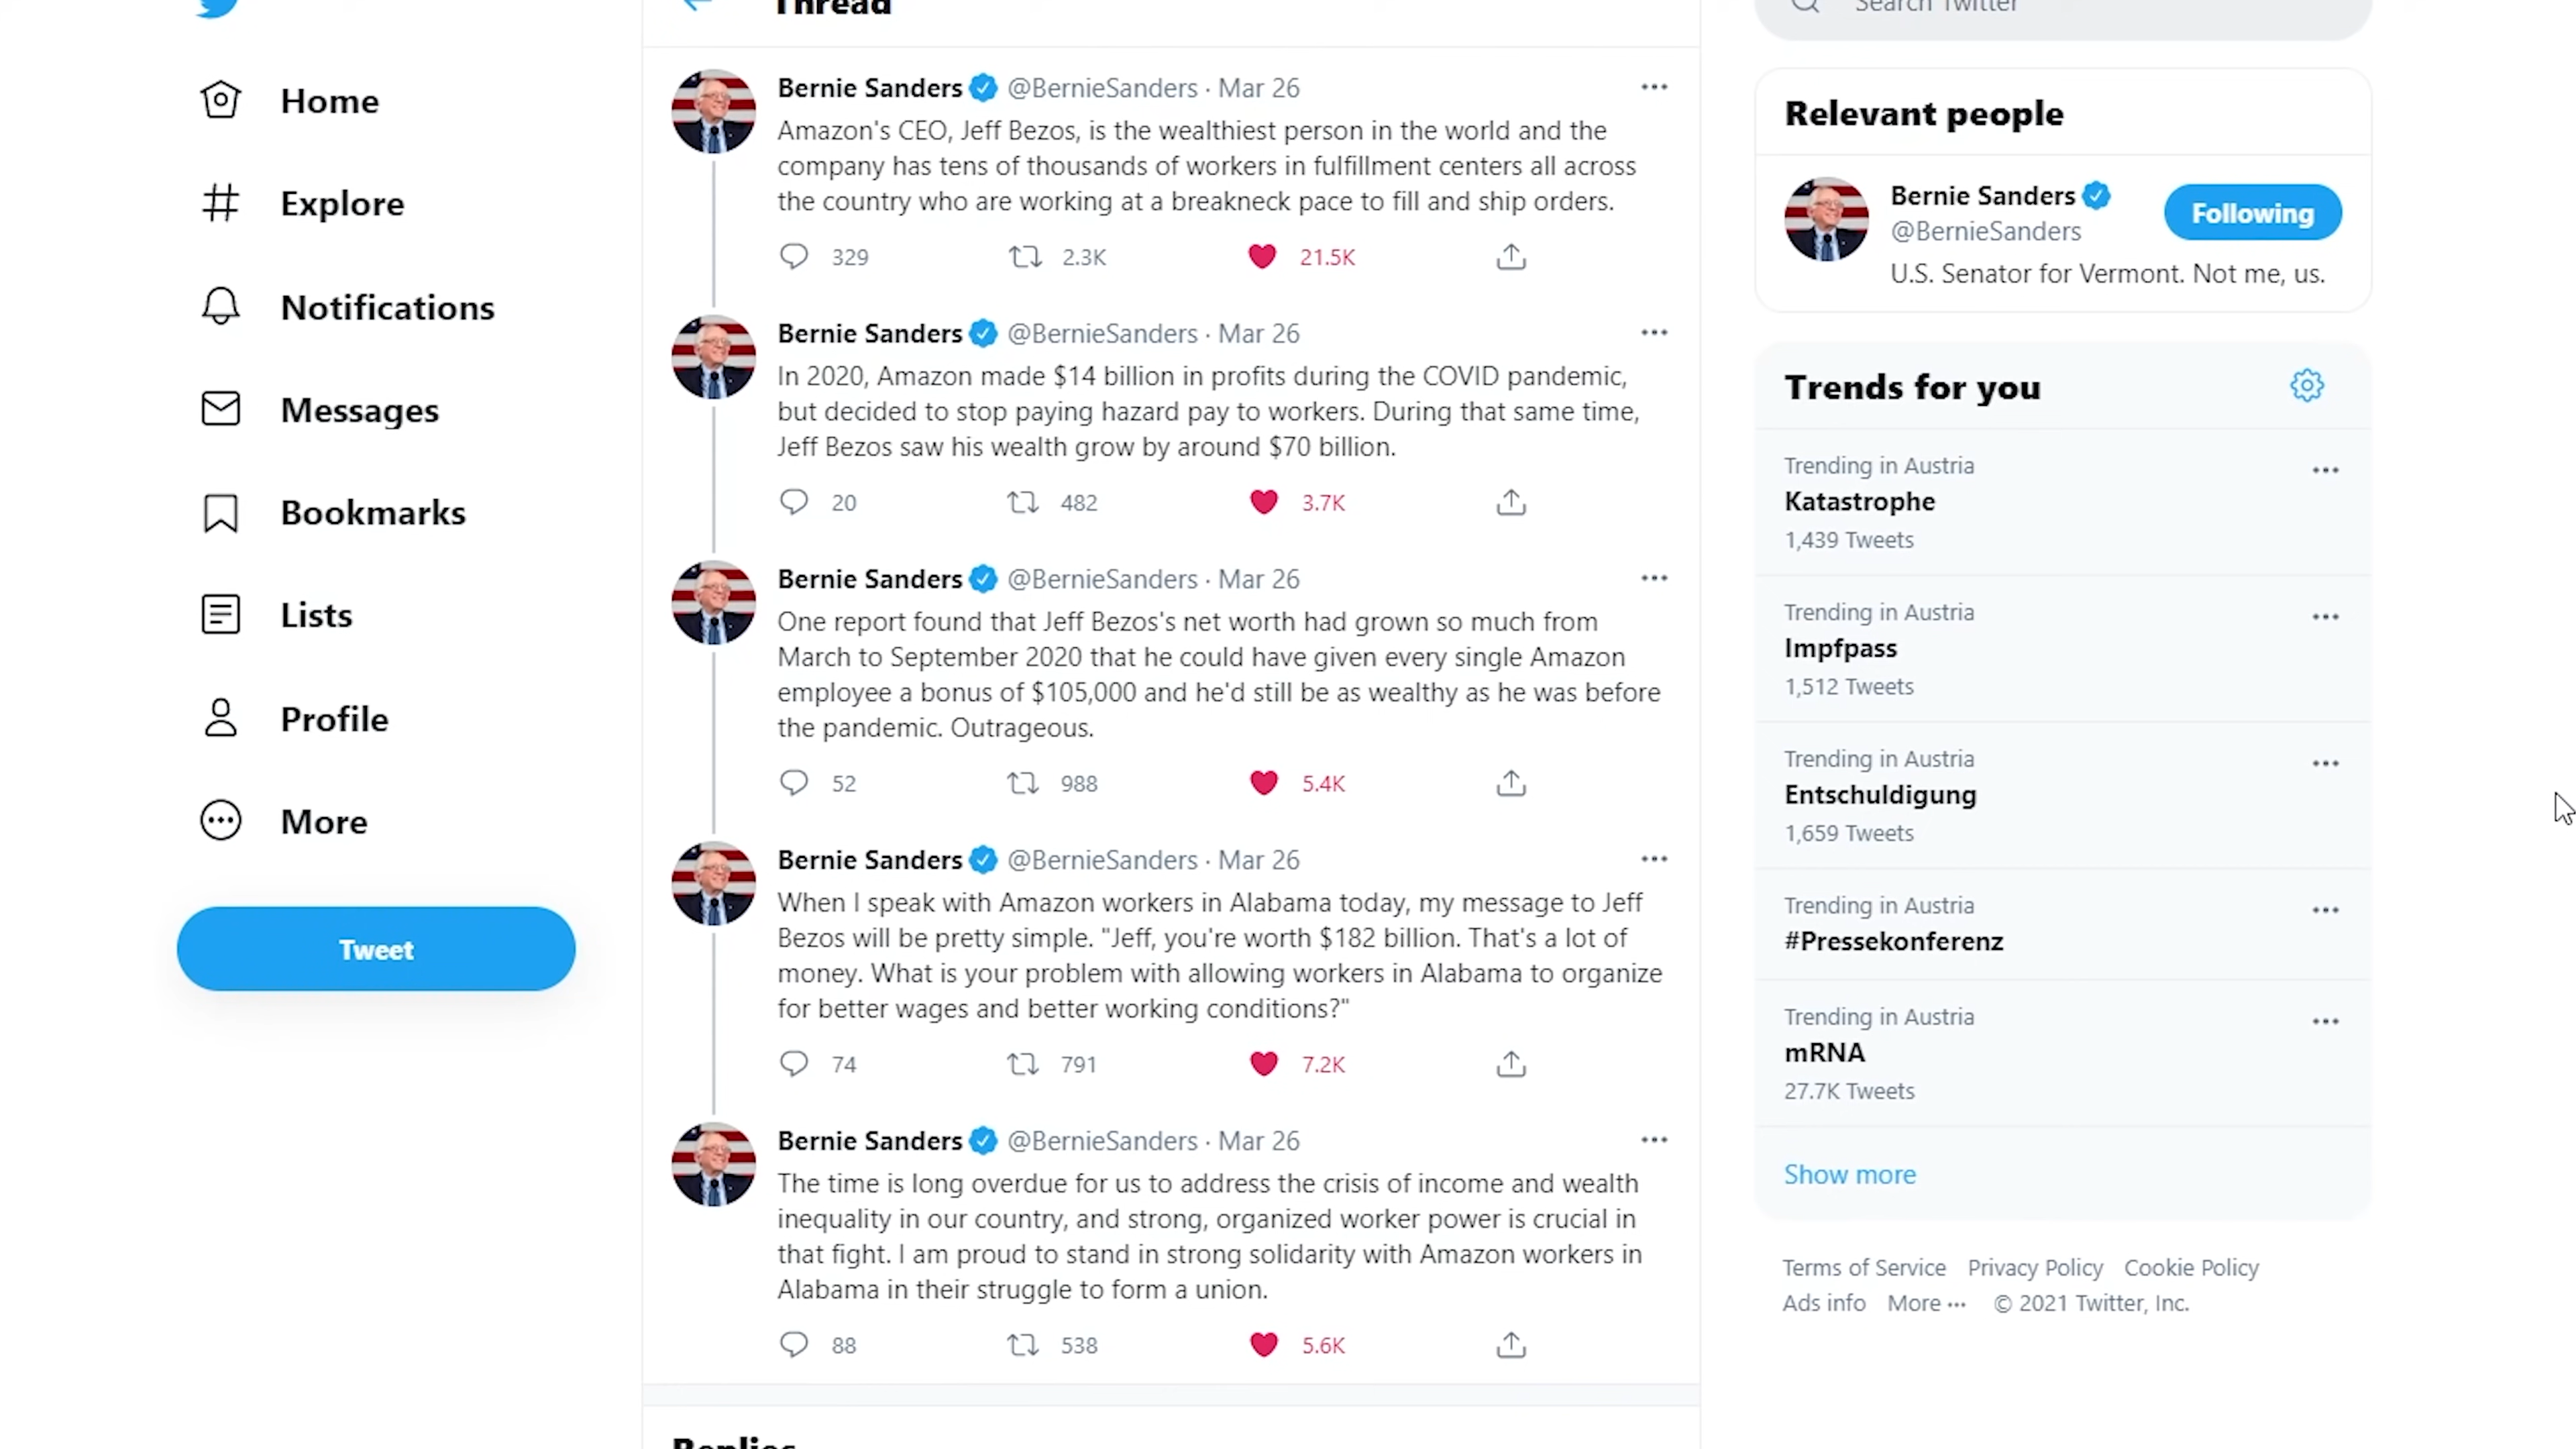 Thread
Search Twitter
Home
Explore
Notifications
Messages
Bookmarks
Lists
Profile
More
Tweet
Bernie Sanders @BernieSanders · Mar 26
Amazon's CEO, Jeff Bezos, is the wealthiest person in the world and the
company has tens of thousands of workers in fulfillment centers all across
the country who are working at a breakneck pace to fill and ship orders.
329 2.3K 21.5K
Bernie Sanders @BernieSanders · Mar 26
In 2020, Amazon made $14 billion in profits during the COVID pandemic,
but decided to stop paying hazard pay to workers. During that same time,
Jeff Bezos saw his wealth grow by around $70 billion.
20 482 3.7K
Bernie Sanders @BernieSanders · Mar 26
One report found that Jeff Bezos's net worth had grown so much from
March to September 2020 that he could have given every single Amazon
employee a bonus of $105,000 and he'd still be as wealthy as he was before
the pandemic. Outrageous.
52 988 5.4K
Bernie Sanders @BernieSanders · Mar 26
When I speak with Amazon workers in Alabama today, my message to Jeff
Bezos will be pretty simple. "Jeff, you're worth $182 billion. That's a lot of
money. What is your problem with allowing workers in Alabama to organize
for better wages and better working conditions?"
74 791 7.2K
Bernie Sanders @BernieSanders · Mar 26
The time is long overdue for us to address the crisis of income and wealth
inequality in our country, and strong, organized worker power is crucial in
that fight. I am proud to stand in strong solidarity with Amazon workers in
Alabama in their struggle to form a union.
88 538 5.6K
Replies
Relevant people
Bernie Sanders
@BernieSanders
Following
U.S. Senator for Vermont. Not me, us.
Trends for you
Trending in Austria
Katastrophe
1,439 Tweets
Trending in Austria
Impfpass
1,512 Tweets
Trending in Austria
Entschuldigung
1,659 Tweets
Trending in Austria
#Pressekonferenz
Trending in Austria
mRNA
27.7K Tweets
Show more
Terms of Service Privacy Policy Cookie Policy
Ads info More ··· © 2021 Twitter, Inc.